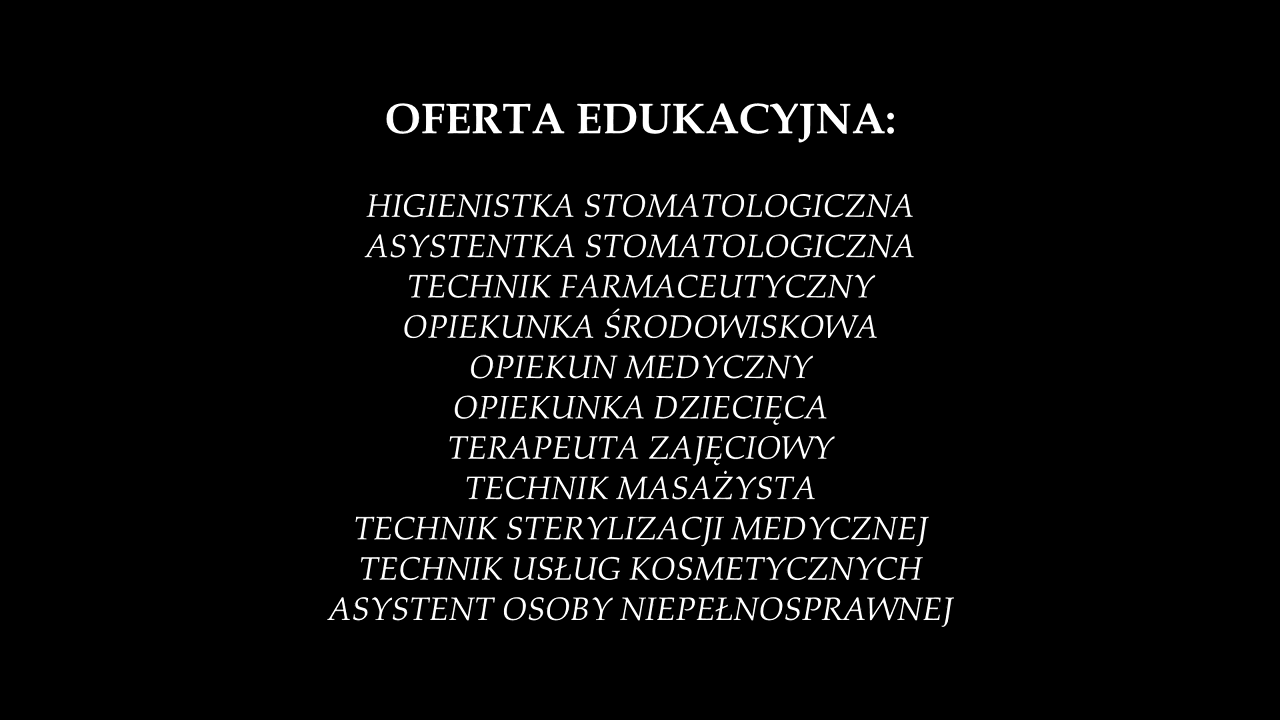 OFERTA EDUKACYJNA:
HIGIENISTKA STOMATOLOGICZNA
ASYSTENTKA STOMATOLOGICZNA
TECHNIK FARMACEUTYCZNY
OPIEKUNKA ŚRODOWISKOWA
OPIEKUN MEDYCZNY
OPIEKUNKA DZIECIĘCA
TERAPEUTA ZAJĘCIOWY
TECHNIK MASAŻYSTA
TECHNIK STERYLIZACJI MEDYCZNEJ
TECHNIK USŁUG KOSMETYCZNYCH
ASYSTENT OSOBY NIEPEŁNOSPRAWNEJ